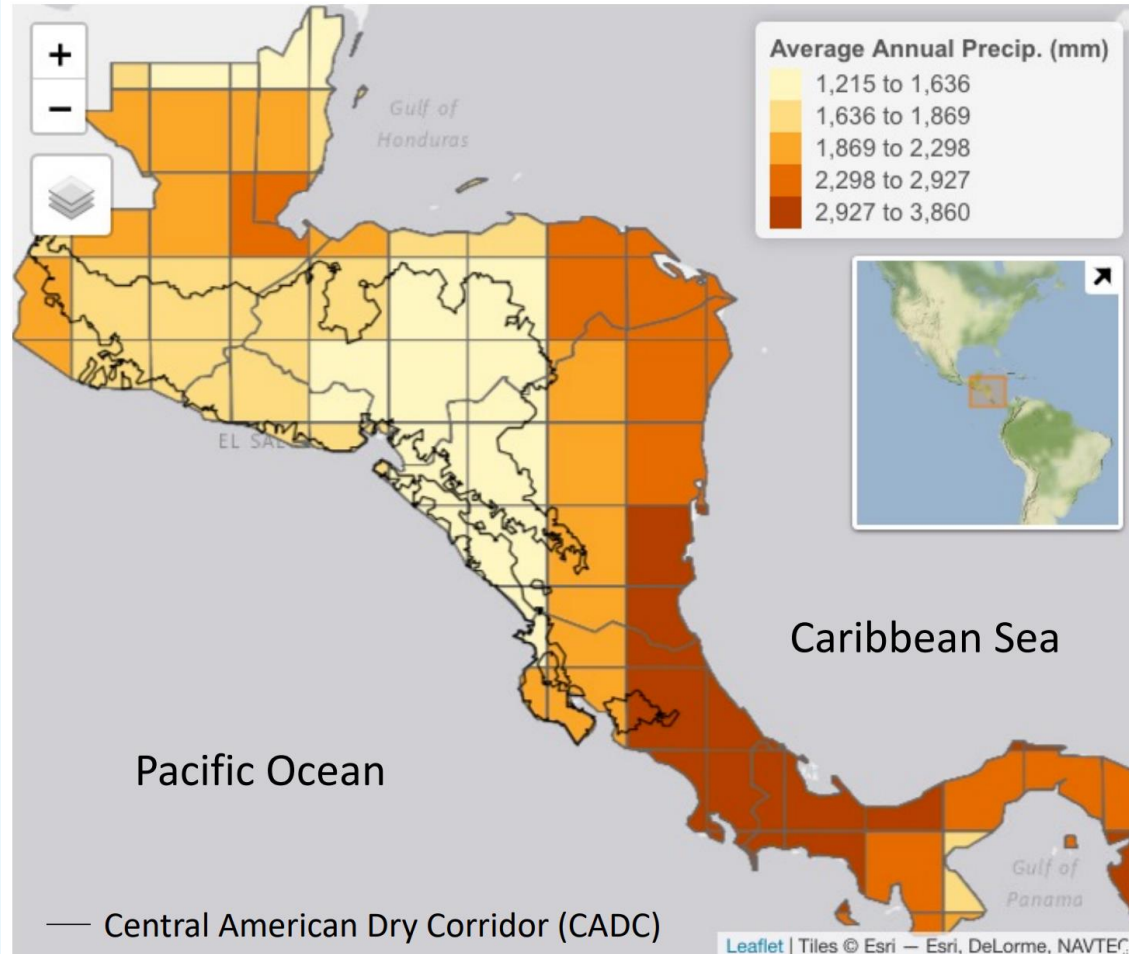 +
−
Average Annual Precip. (mm)
1,215 to 1,636
1,636 to 1,869
1,869 to 2,298
2,298 to 2,927
2,927 to 3,860
Gulf of
Honduras
EL SAL
Caribbean Sea
Pacific Ocean
Gulf of
Panama
Central American Dry Corridor (CADC)
Leaflet | Tiles © Esri — Esri, DeLorme, NAVTEC